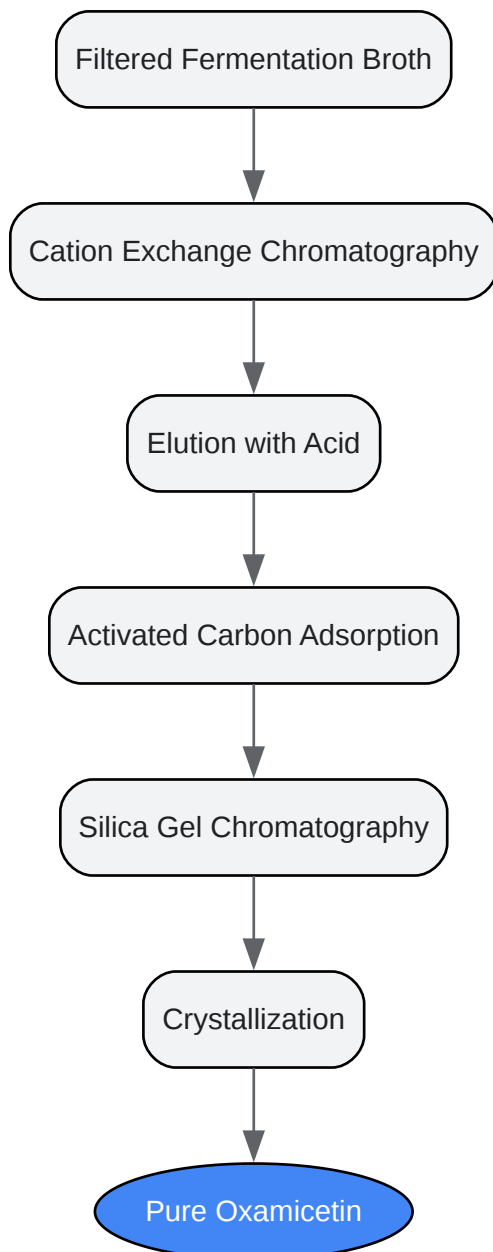 Filtered Fermentation Broth
Cation Exchange Chromatography
Elution with Acid
Activated Carbon Adsorption
Silica Gel Chromatography
Crystallization
Pure Oxamicetin